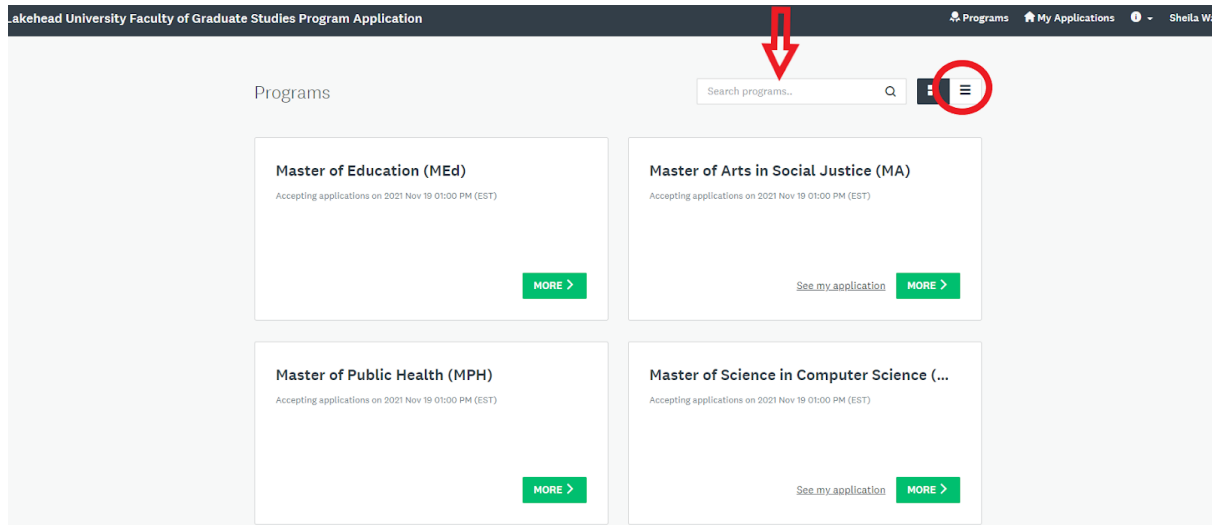 Lakehead University Faculty of Graduate Studies Program Application
Programs My Applications Sheila
Programs
Search programs..
Master of Education (MEd)
Accepting applications on 2021 Nov 19 01:00 PM (EST)
MORE
Master of Arts in Social Justice (MA)
Accepting applications on 2021 Nov 19 01:00 PM (EST)
See my application MORE
Master of Public Health (MPH)
Accepting applications on 2021 Nov 19 01:00 PM (EST)
MORE
Master of Science in Computer Science (...
Accepting applications on 2021 Nov 19 01:00 PM (EST)
See my application MORE